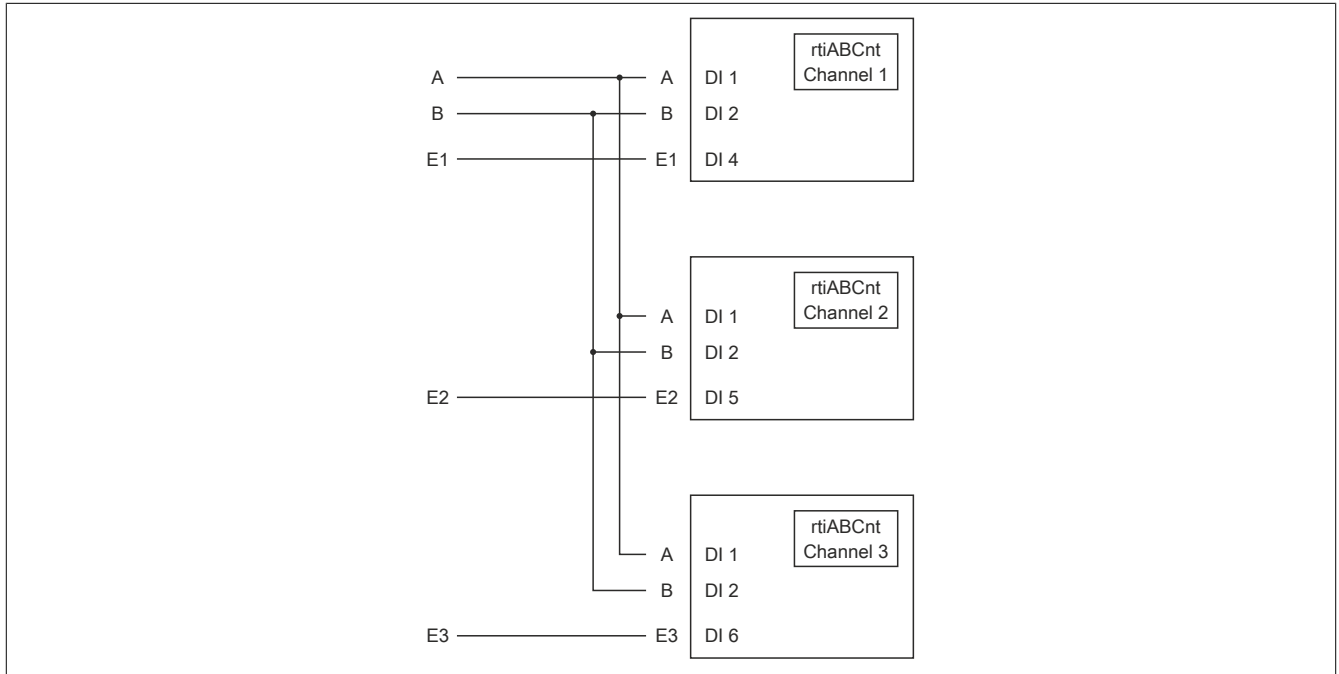 rtiABCnt
Channel 1
A A DI 1
B B DI 2
E1 E1 DI 4
rtiABCnt
Channel 2
A DI 1
B DI 2
E2 E2 DI 5
rtiABCnt
Channel 3
A DI 1
B DI 2
E3 E3 DI 6